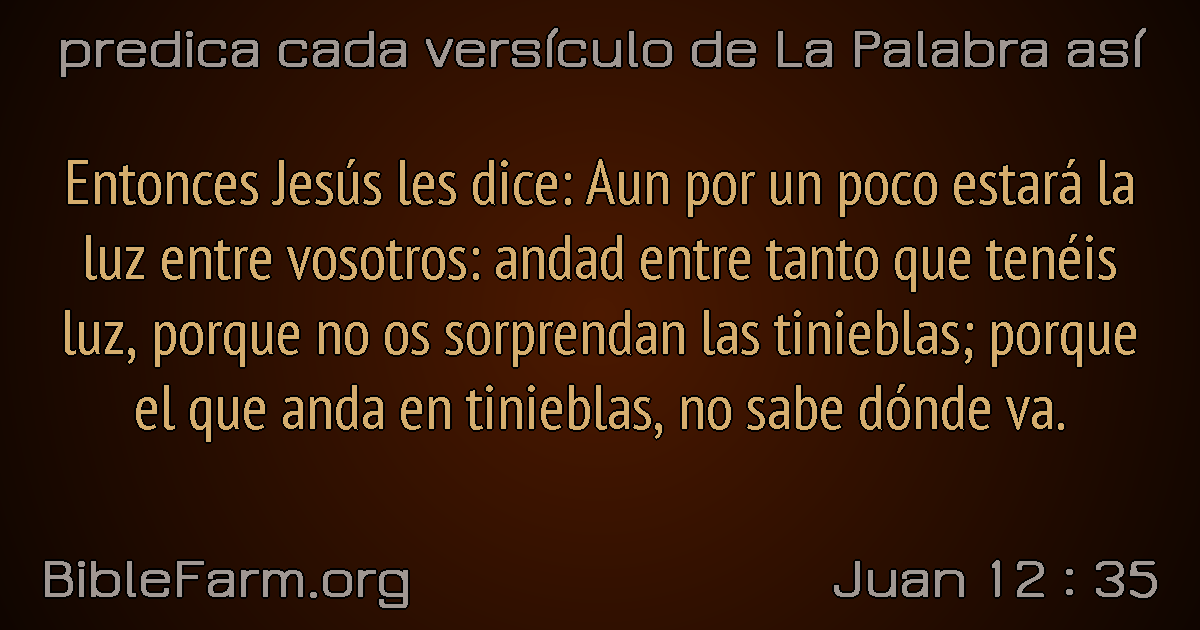 predica cada versículo de La Palabra así
Entonces Jesús les dice: Aun por un poco estará la
luz entre vosotros: andad entre tanto que tenéis
luz, porque no os sorprendan las tinieblas; porque
el que anda en tinieblas, no sabe dónde va.
BibleFarm.org
Juan 12 : 35